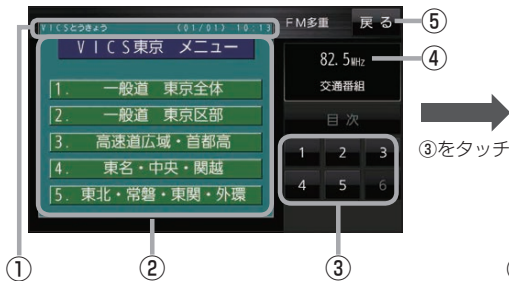 VICSとうきょう (01/01) 10:13
FM多重
戻る
⑤
VICS東京 メニュー
82.5MHz
④
交通番組
1. 一般道 東京全体
2. 一般道 東京区部
目次
3. 高速道広域・首都高
1 2 3
③をタッチ
4. 東名・中央・関越
4 5 6
5. 東北・常磐・東関・外環
① ② ③